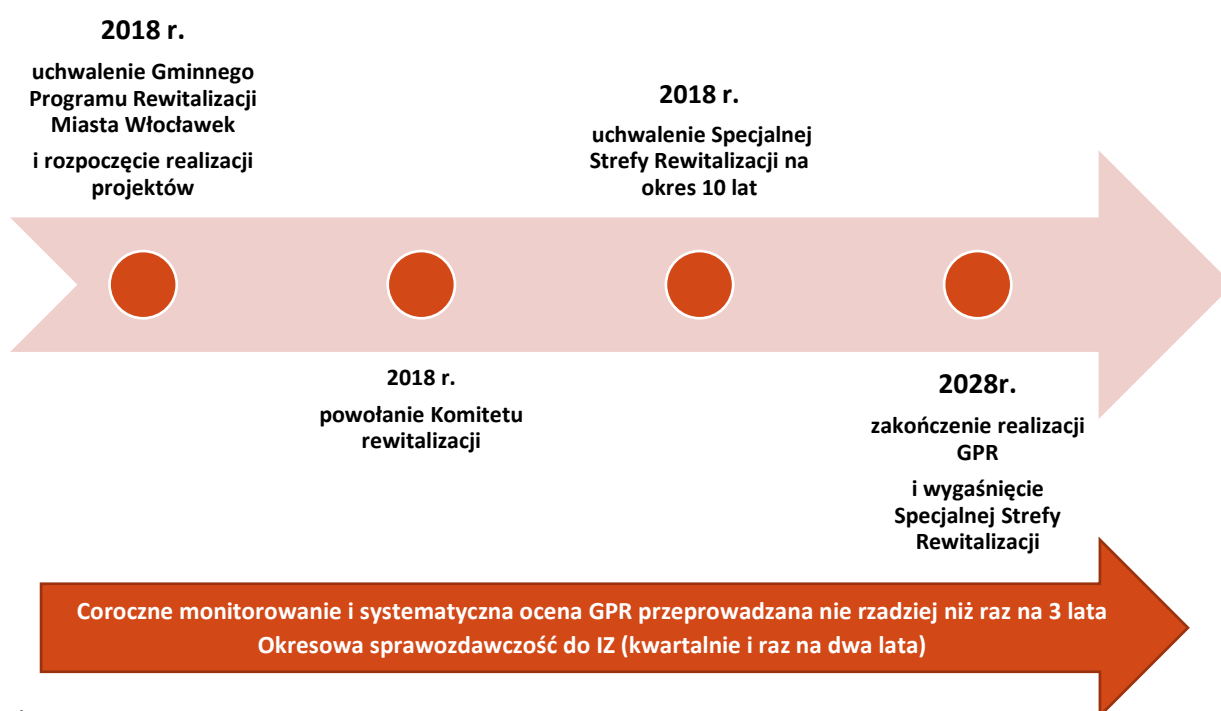 2018 r.
uchwalenie Gminnego
Programu Rewitalizacji
Miasta Włocławek
i rozpoczęcie realizacji
projektów
2018 r.
powołanie Komitetu
rewitalizacji
2018 r.
uchwalenie Specjalnej
Strefy Rewitalizacji na
okres 10 lat
2028r.
zakończenie realizacji
GPR
i wygaśnięcie
Specjalnej Strefy
Rewitalizacji
Coroczne monitorowanie i systematyczna ocena GPR przeprowadzana nie rzadziej niż raz na 3 lata
Okresowa sprawozdawczość do IZ (kwartalnie i raz na dwa lata)